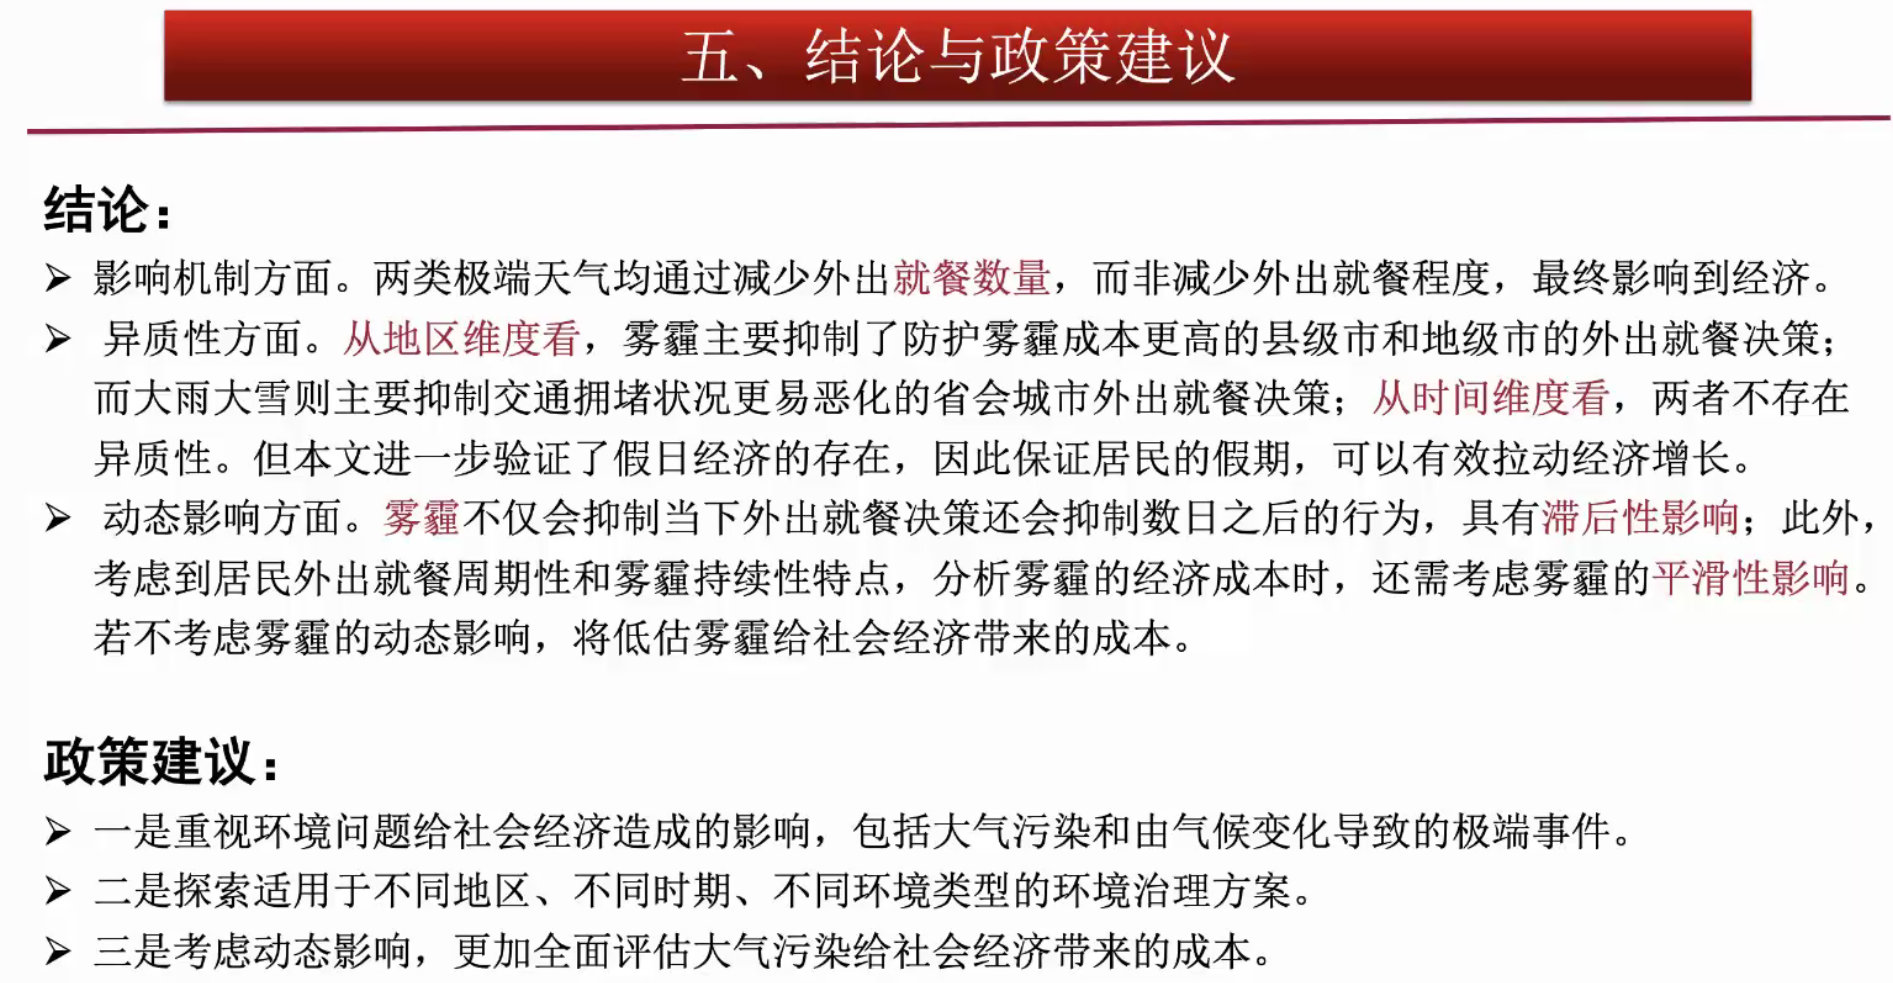 五、结论与政策建议
结论：
➢ 影响机制方面。两类极端天气均通过减少外出就餐数量，而非减少外出就餐程度，最终影响到经济。
➢ 异质性方面。从地区维度看，雾霾主要抑制了防护雾霾成本更高的县级市和地级市的外出就餐决策；
而大雨大雪则主要抑制交通拥堵状况更易恶化的省会城市外出就餐决策；从时间维度看，两者不存在
异质性。但本文进一步验证了假日经济的存在，因此保证居民的假期，可以有效拉动经济增长。
➢ 动态影响方面。雾霾不仅会抑制当下外出就餐决策还会抑制数日之后的行为，具有滞后性影响；此外，
考虑到居民外出就餐周期性和雾霾持续性特点，分析雾霾的经济成本时，还需考虑雾霾的平滑性影响。
若不考虑雾霾的动态影响，将低估雾霾给社会经济带来的成本。
政策建议：
➢ 一是重视环境问题给社会经济造成的影响，包括大气污染和由气候变化导致的极端事件。
➢ 二是探索适用于不同地区、不同时期、不同环境类型的环境治理方案。
➢ 三是考虑动态影响，更加全面评估大气污染给社会经济带来的成本。